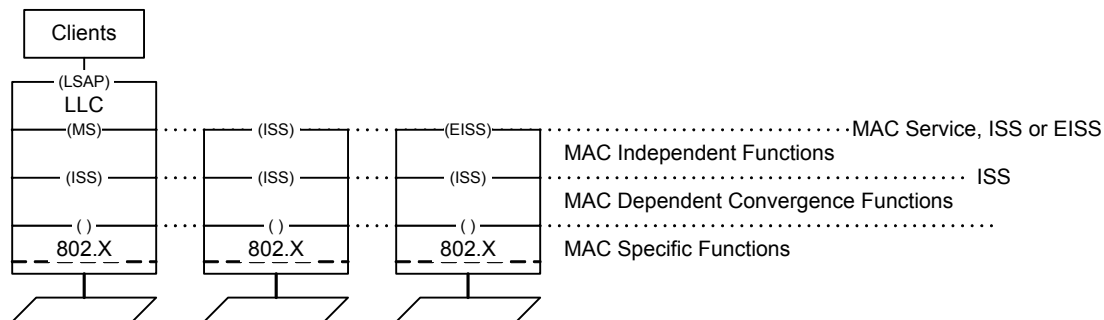 Clients
(LSAP)
LLC
(MS) (ISS) (EISS) MAC Service, ISS or EISS
MAC Independent Functions
(ISS) (ISS) (ISS) ISS
MAC Dependent Convergence Functions
( ) ( ) ( )
802.X 802.X 802.X MAC Specific Functions